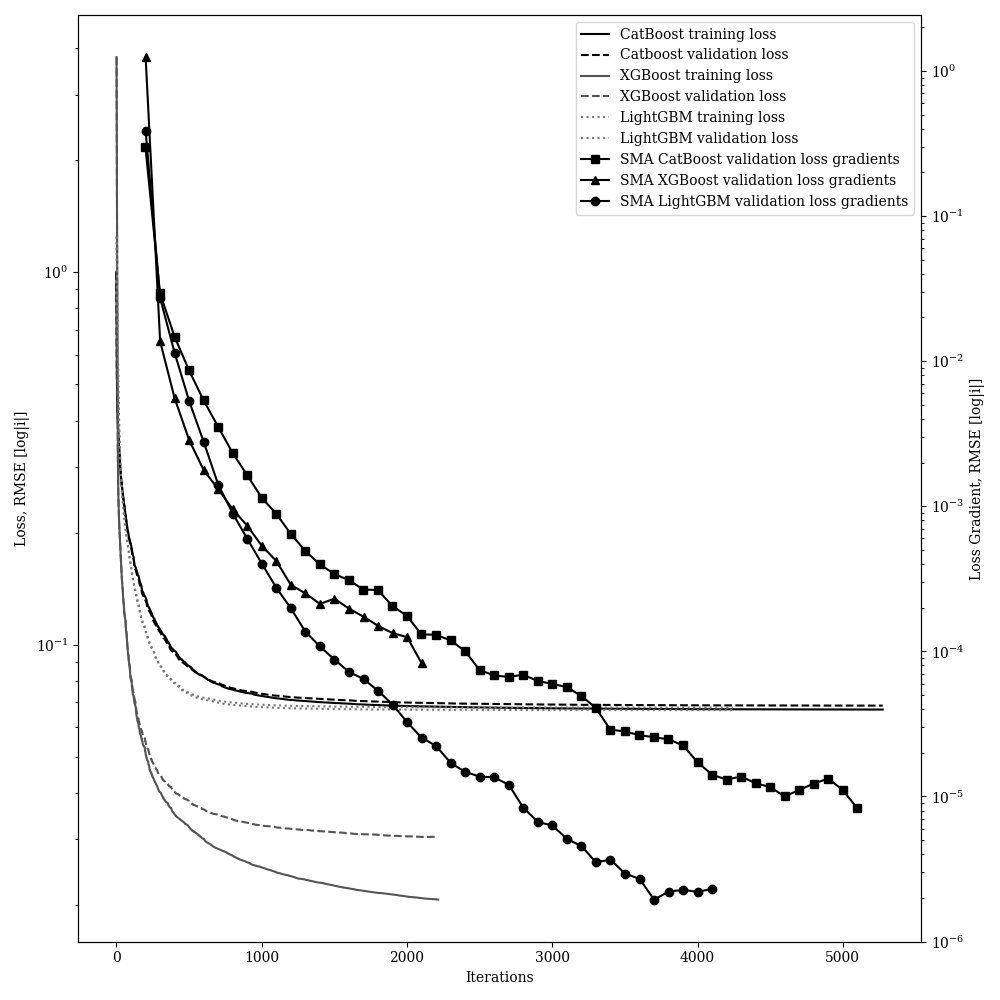 CatBoost training loss
Catboost validation loss
XGBoost training loss
XGBoost validation loss
LightGBM training loss
LightGBM validation loss
SMA CatBoost validation loss gradients
SMA XGBoost validation loss gradients
SMA LightGBM validation loss gradients
Loss, RMSE [log|i|]
10⁰
10⁻¹
Loss Gradient, RMSE [log|i|]
10⁰
10⁻¹
10⁻²
10⁻³
10⁻⁴
10⁻⁵
10⁻⁶
0 1000 2000 3000 4000 5000
Iterations